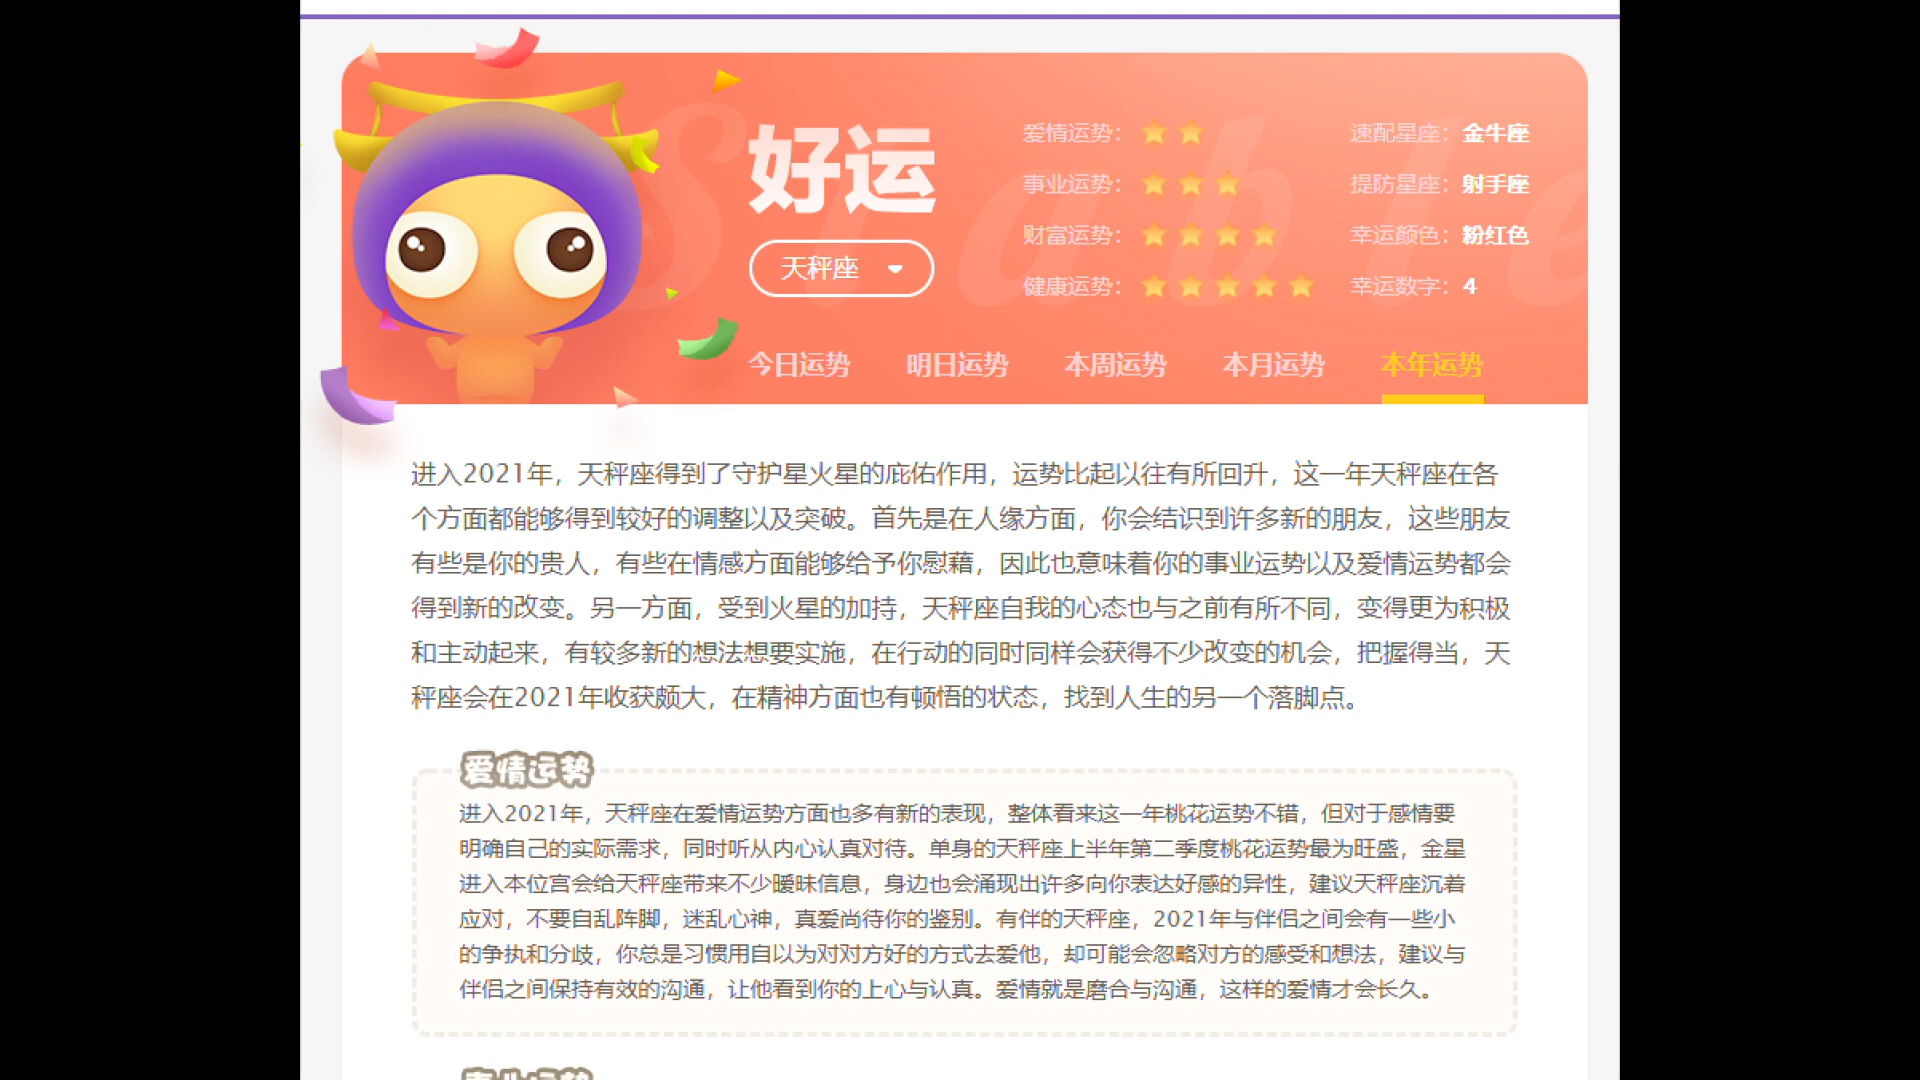 Stable
好运
天秤座
爱情运势：
事业运势：
财富运势：
健康运势：
速配星座：金牛座
提防星座：射手座
幸运颜色：粉红色
幸运数字：4
今日运势 明日运势 本周运势 本月运势 本年运势
进入2021年，天秤座得到了守护星火星的庇佑作用，运势比起以往有所回升，这一年天秤座在各
个方面都能够得到较好的调整以及突破。首先是在人缘方面，你会结识到许多新的朋友，这些朋友
有些是你的贵人，有些在情感方面能够给予你慰藉，因此也意味着你的事业运势以及爱情运势都会
得到新的改变。另一方面，受到火星的加持，天秤座自我的心态也与之前有所不同，变得更为积极
和主动起来，有较多新的想法想要实施，在行动的同时同样会获得不少改变的机会，把握得当，天
秤座会在2021年收获颇大，在精神方面也有顿悟的状态，找到人生的另一个落脚点。
爱情运势
进入2021年，天秤座在爱情运势方面也多有新的表现，整体看来这一年桃花运势不错，但对于感情要
明确自己的实际需求，同时听从内心认真对待。单身的天秤座上半年第二季度桃花运势最为旺盛，金星
进入本位宫会给天秤座带来不少暧昧信息，身边也会涌现出许多向你表达好感的异性，建议天秤座沉着
应对，不要自乱阵脚，迷乱心神，真爱尚待你的鉴别。有伴的天秤座，2021年与伴侣之间会有一些小
的争执和分歧，你总是习惯用自以为对对方好的方式去爱他，却可能会忽略对方的感受和想法，建议与
伴侣之间保持有效的沟通，让他看到你的上心与认真。爱情就是磨合与沟通，这样的爱情才会长久。